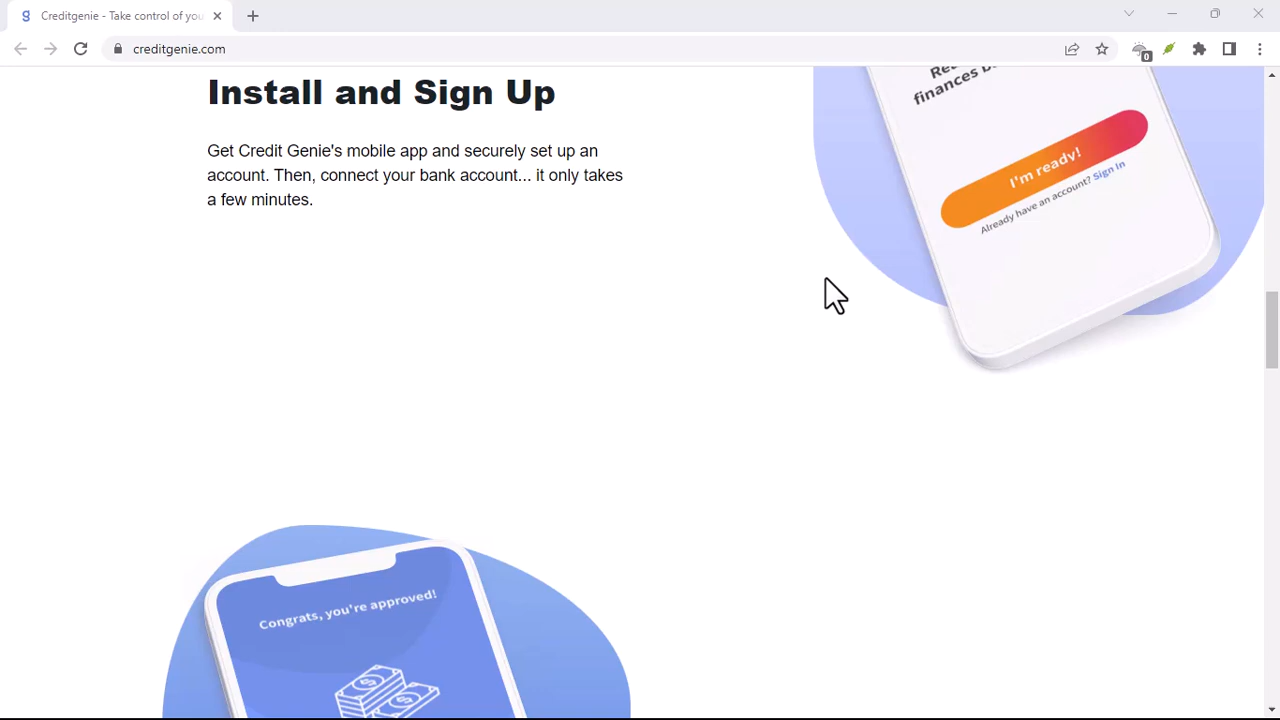 Creditgenie - Take control of you
creditgenie.com
0
Install and Sign Up
Get Credit Genie's mobile app and securely set up an
account. Then, connect your bank account... it only takes
a few minutes.
finances
I'm ready!
Already have an account? Sign In
Congrats, you're approved!